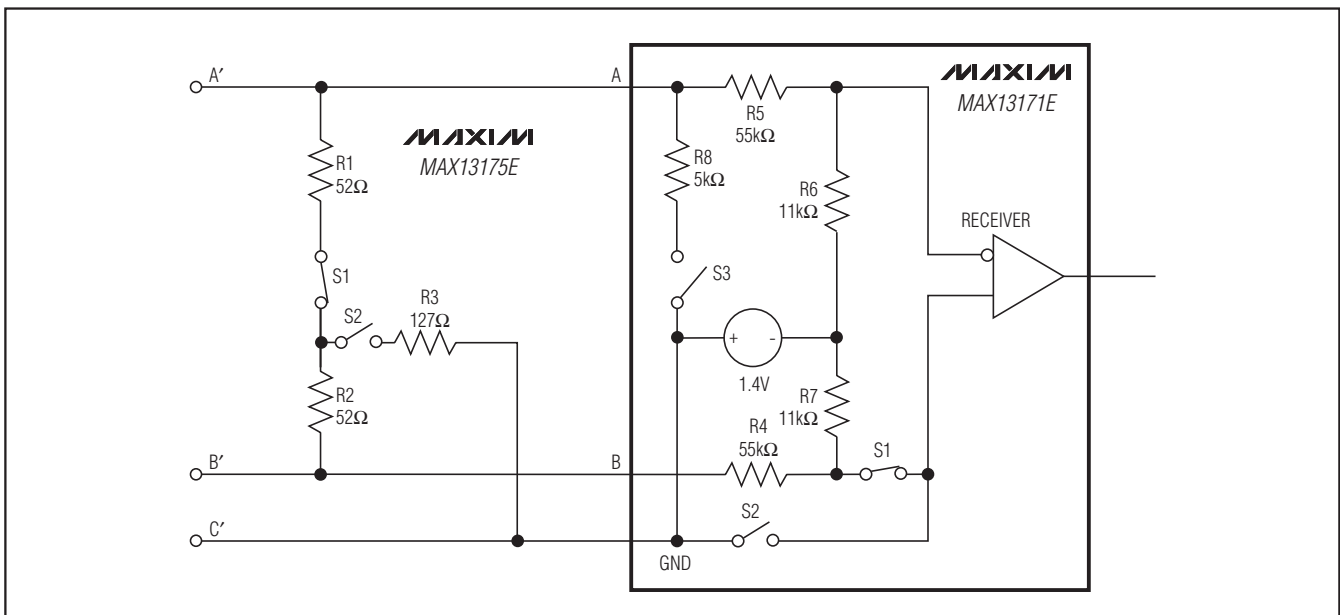 A′
A
MAXIM
MAX13171E
R5
55kΩ
MAXIM
MAX13175E
R1
52Ω
R8
5kΩ
R6
11kΩ
RECEIVER
S1
S3
S2
R3
127Ω
+
-
1.4V
R2
52Ω
R7
11kΩ
R4
55kΩ
S1
B′
B
C′
S2
GND